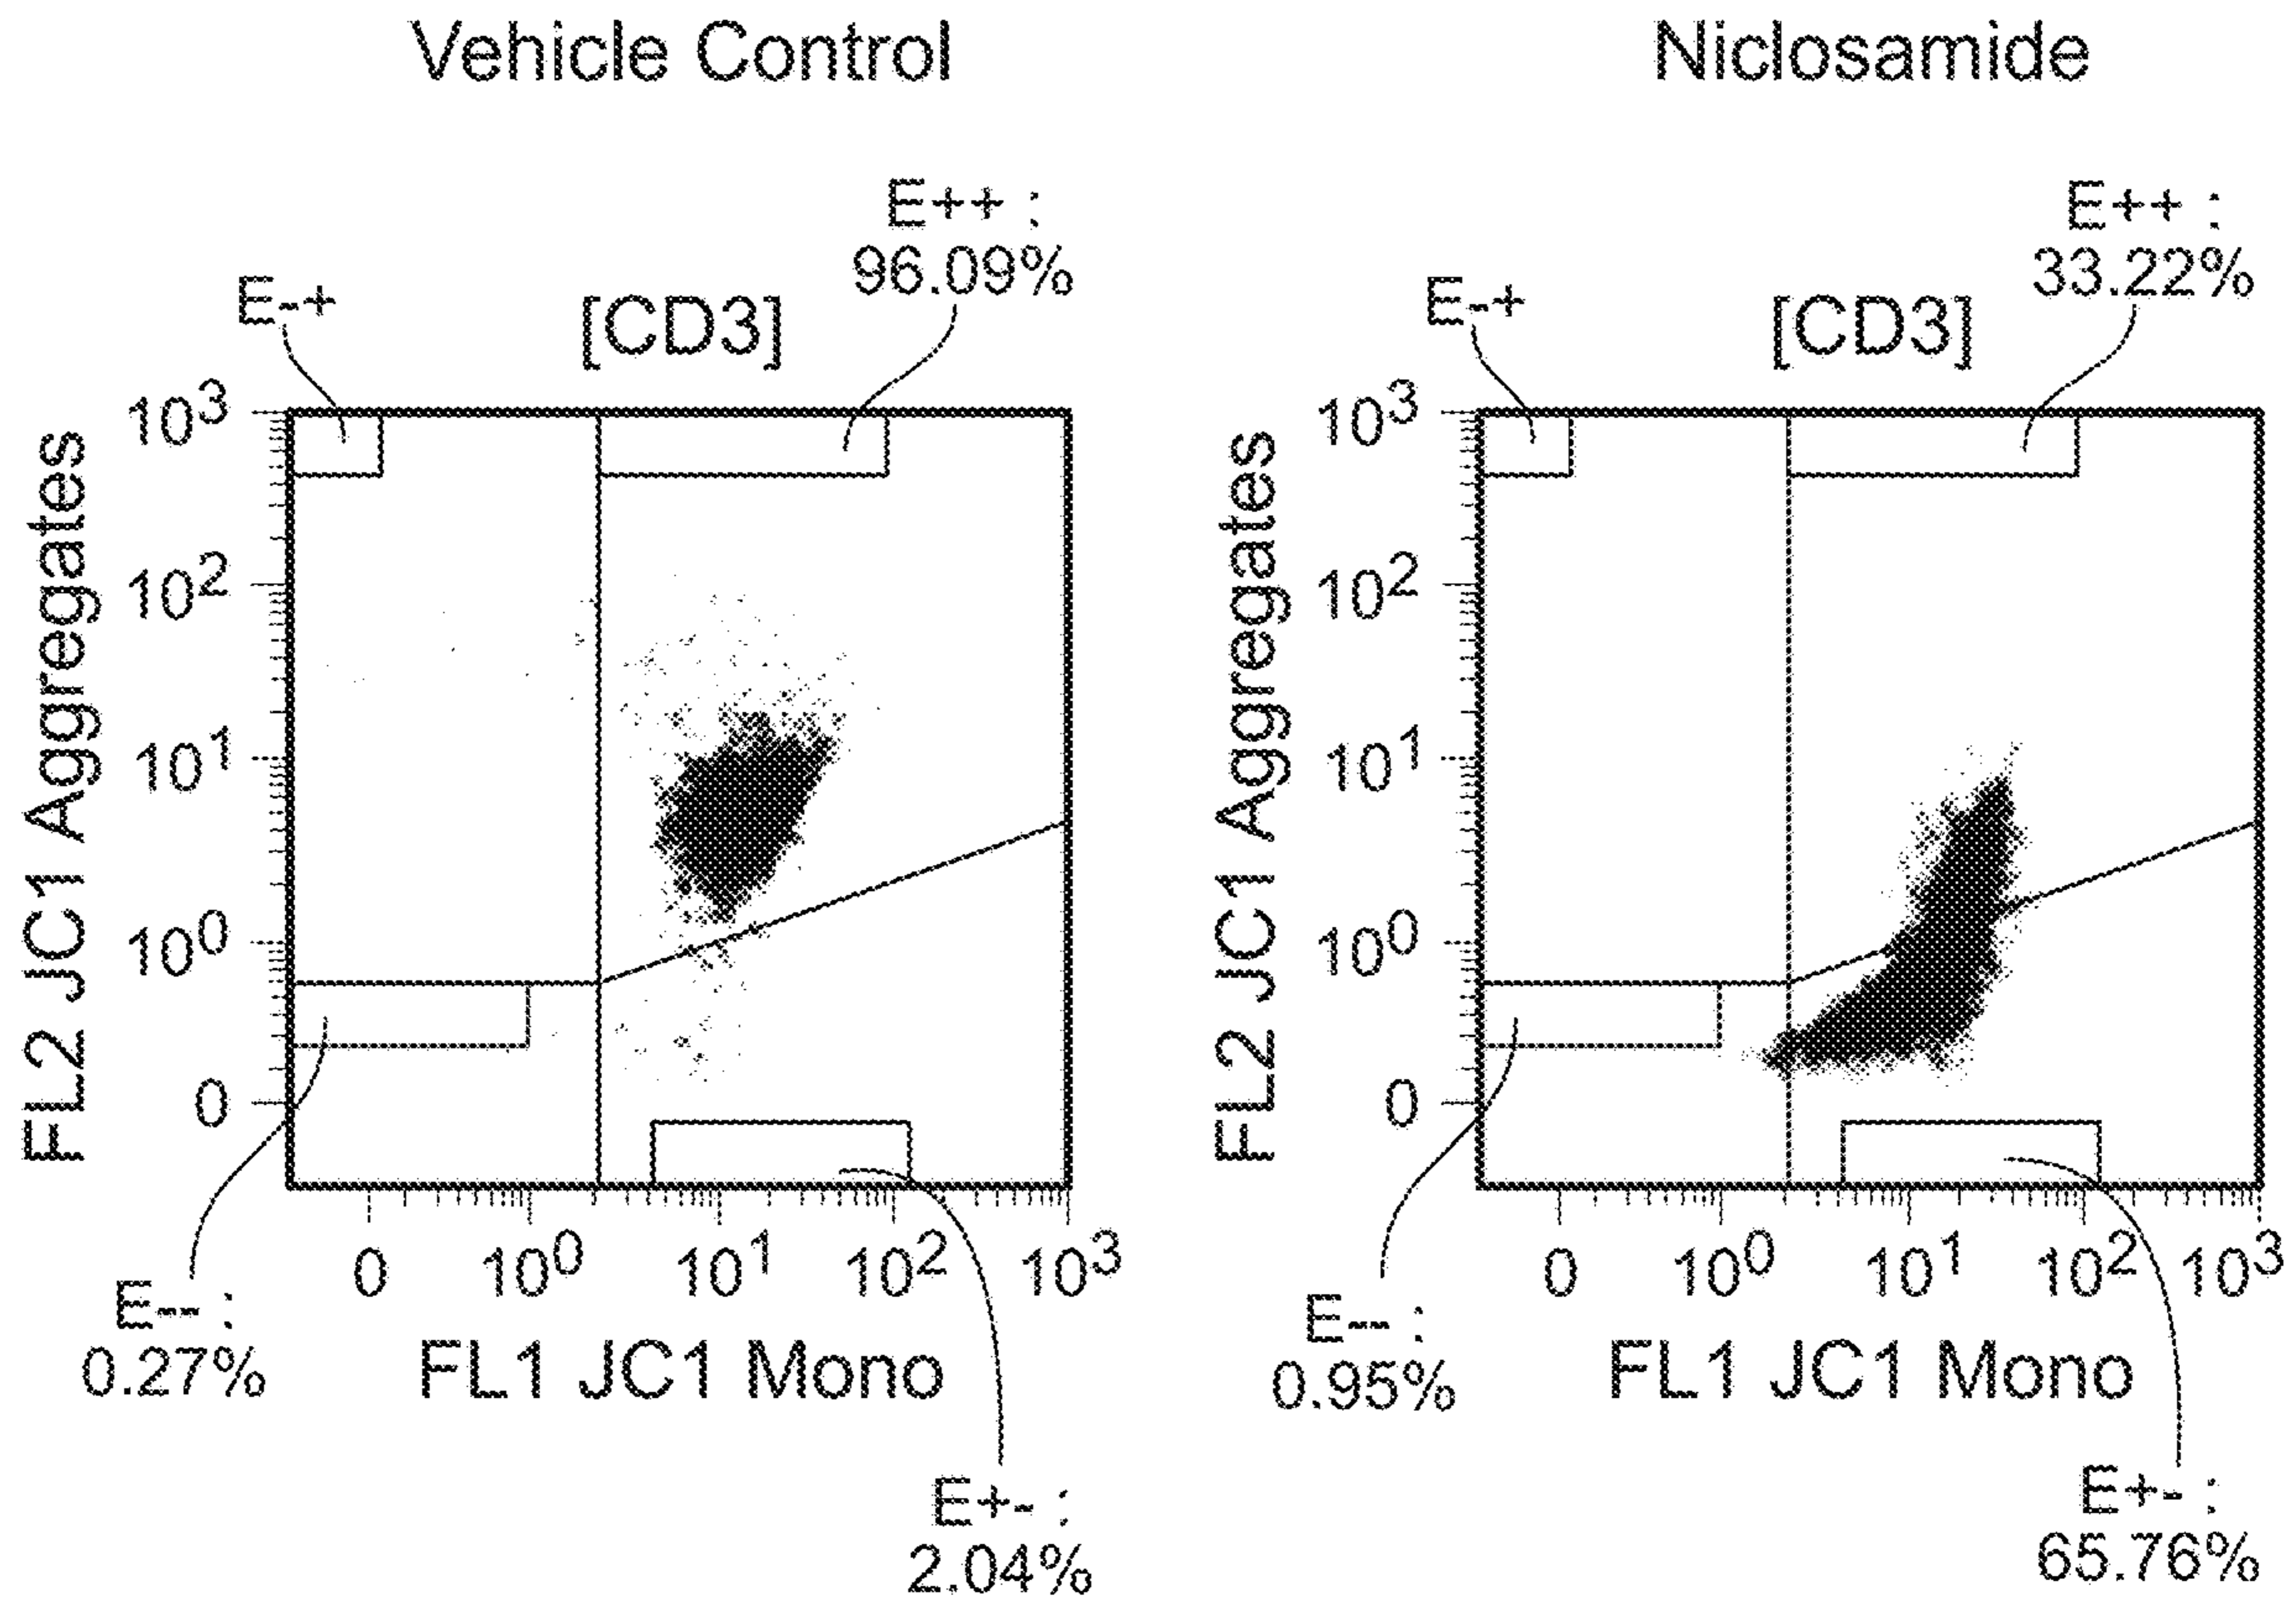 Vehicle Control
E++ :
96.09%
E-+
[CD3]
10³
10²
10¹
10⁰
0
FL2 JC1 Aggregates
0
10⁰
10¹
10²
10³
E-- :
0.27%
FL1 JC1 Mono
E+- :
2.04%
Niclosamide
E++ :
33.22%
E-+
[CD3]
10³
10²
10¹
10⁰
0
FL2 JC1 Aggregates
0
10⁰
10¹
10²
10³
E-- :
0.95%
FL1 JC1 Mono
E+- :
65.76%